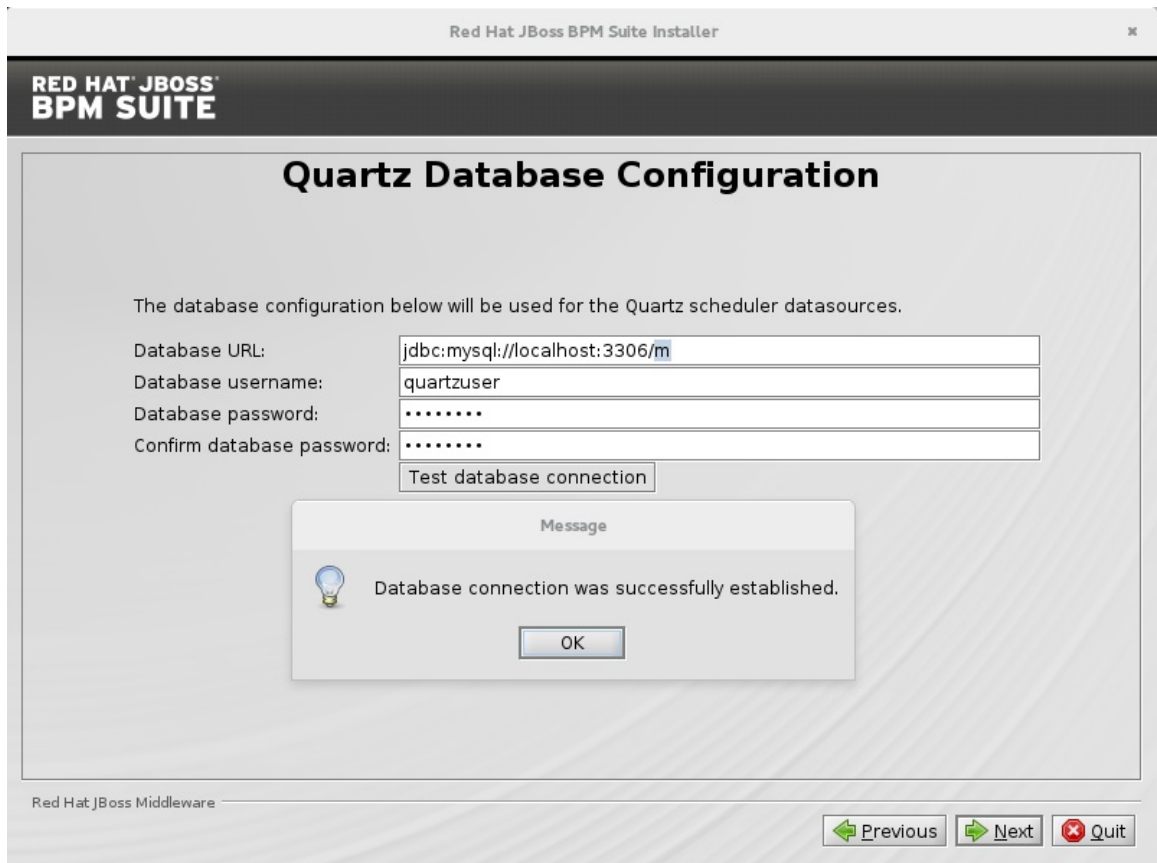 Red Hat JBoss BPM Suite Installer
RED HAT JBOSS
BPM SUITE
Quartz Database Configuration
The database configuration below will be used for the Quartz scheduler datasources.
Database URL: jdbc:mysql://localhost:3306/m
Database username: quartzuser
Database password: ••••••••
Confirm database password: ••••••••
Test database connection
Message
Database connection was successfully established.
OK
Red Hat JBoss Middleware
Previous Next Quit